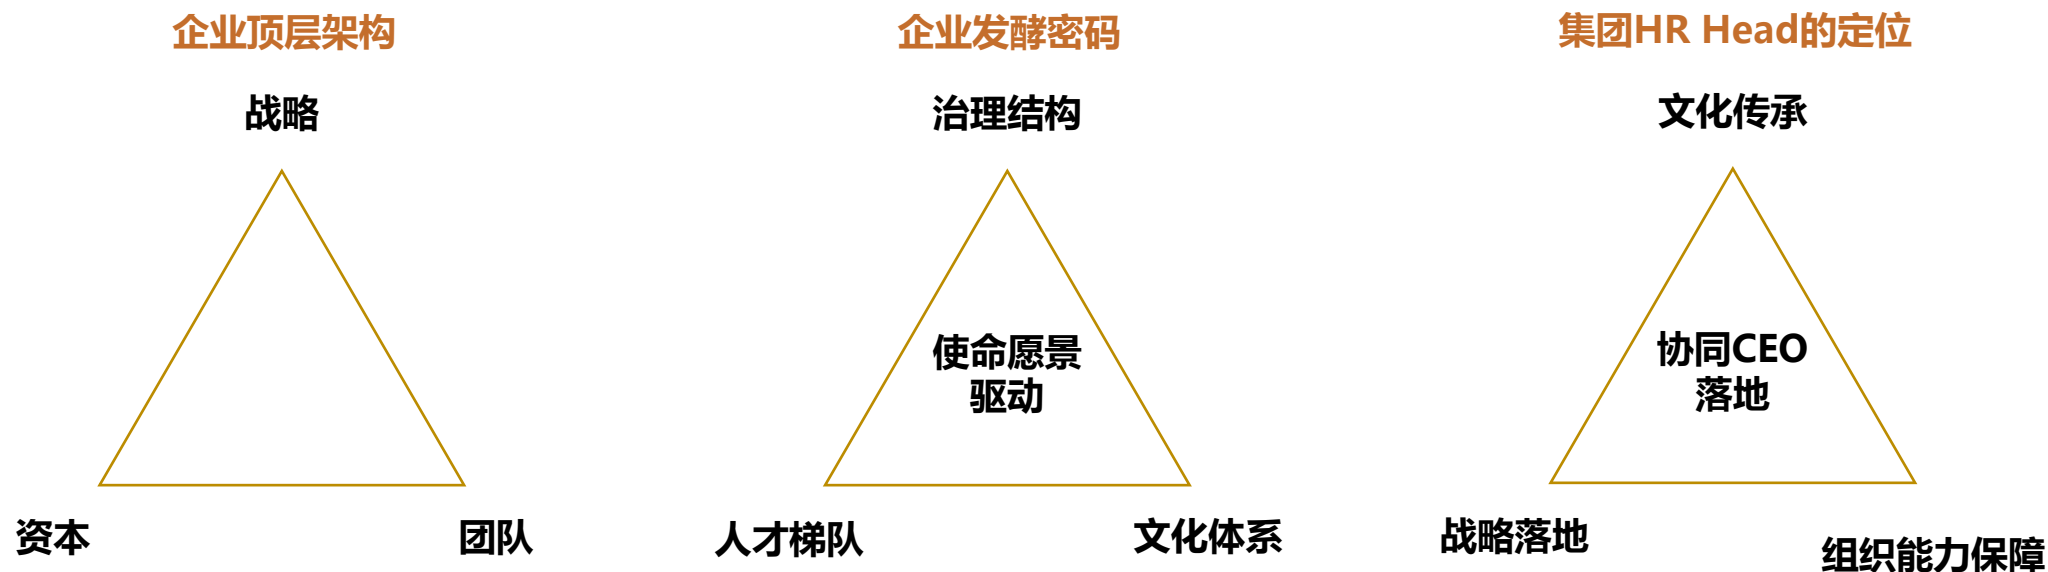 企业顶层架构
战略
资本
团队
企业发酵密码
治理结构
使命愿景
驱动
人才梯队
文化体系
集团HR Head的定位
文化传承
协同CEO
落地
战略落地
组织能力保障